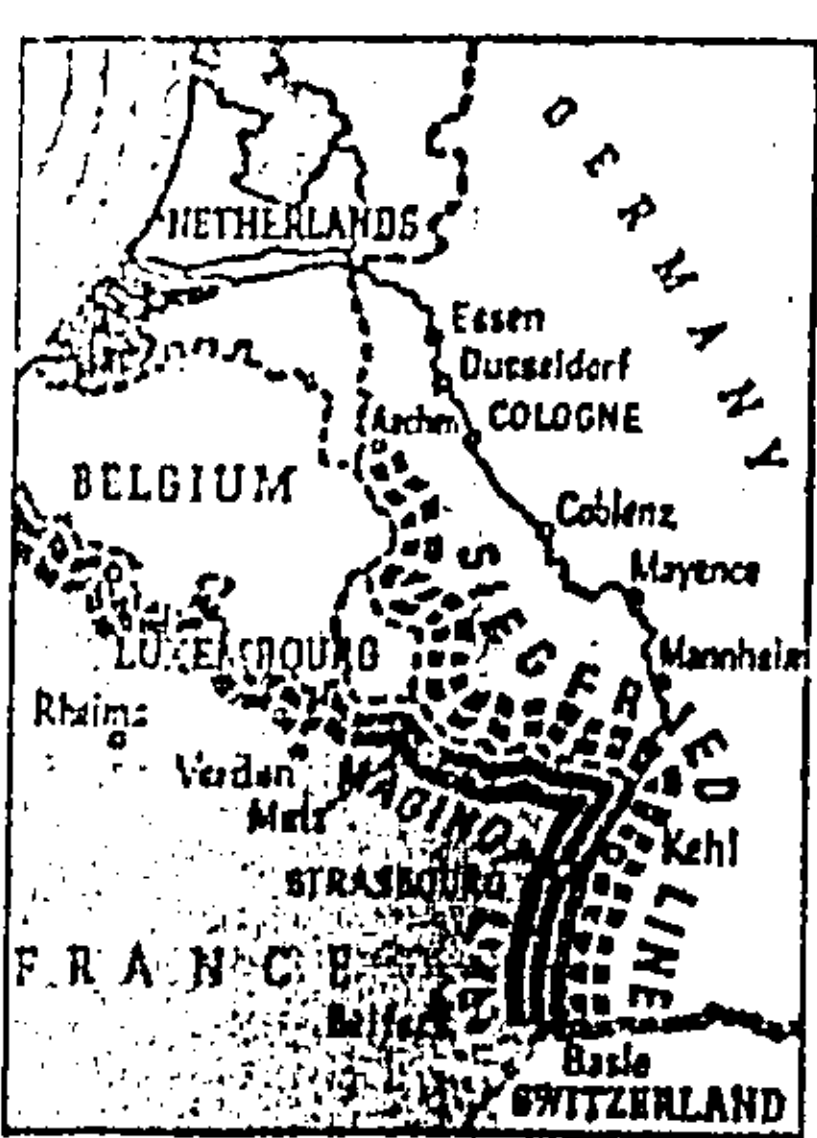 GERMANY
NETHERLANDS
Essen
Duesseldorf
Aachen
COLOGNE
BELGIUM
Coblenz
Mayence
LUXEMBOURG
Mannheim
Rheims
SIEGFRIED LINE
Verdun
Metz
MAGINOT LINE
Kehl
STRASBOURG
FRANCE
Belfort
Basle
SWITZERLAND